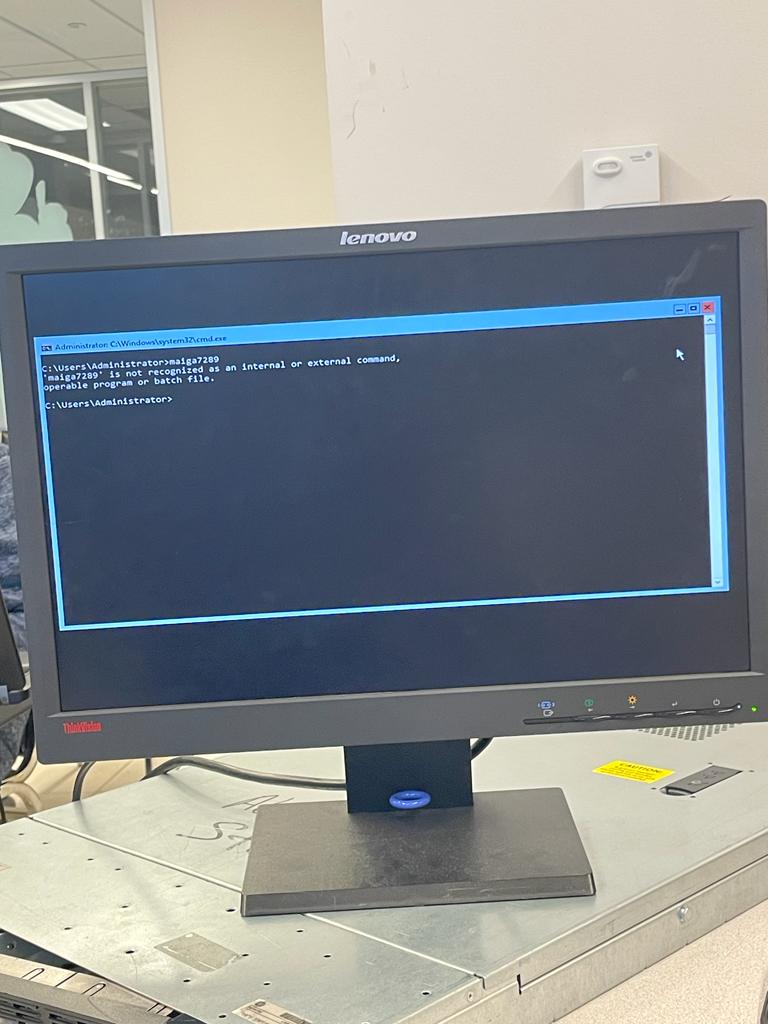 lenovo
Administrator: C:\Windows\system32\cmd.exe
C:\Users\Administrator>maiga7289
'maiga7289' is not recognized as an internal or external command,
operable program or batch file.
C:\Users\Administrator>
ThinkVision
CAUTION